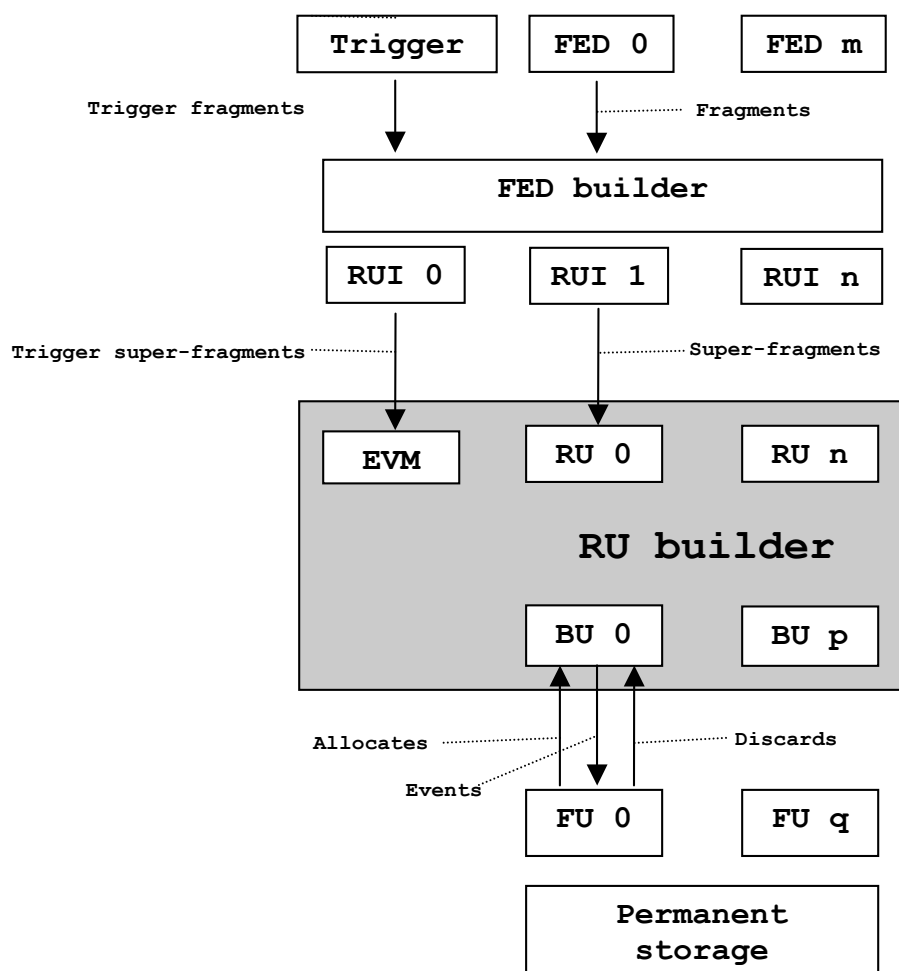 Trigger
FED 0
FED m
Trigger fragments
Fragments
FED builder
RUI 0
RUI 1
RUI n
Trigger super-fragments
Super-fragments
EVM
RU 0
RU n
RU builder
BU 0
BU p
Allocates
Discards
Events
FU 0
FU q
Permanent
storage